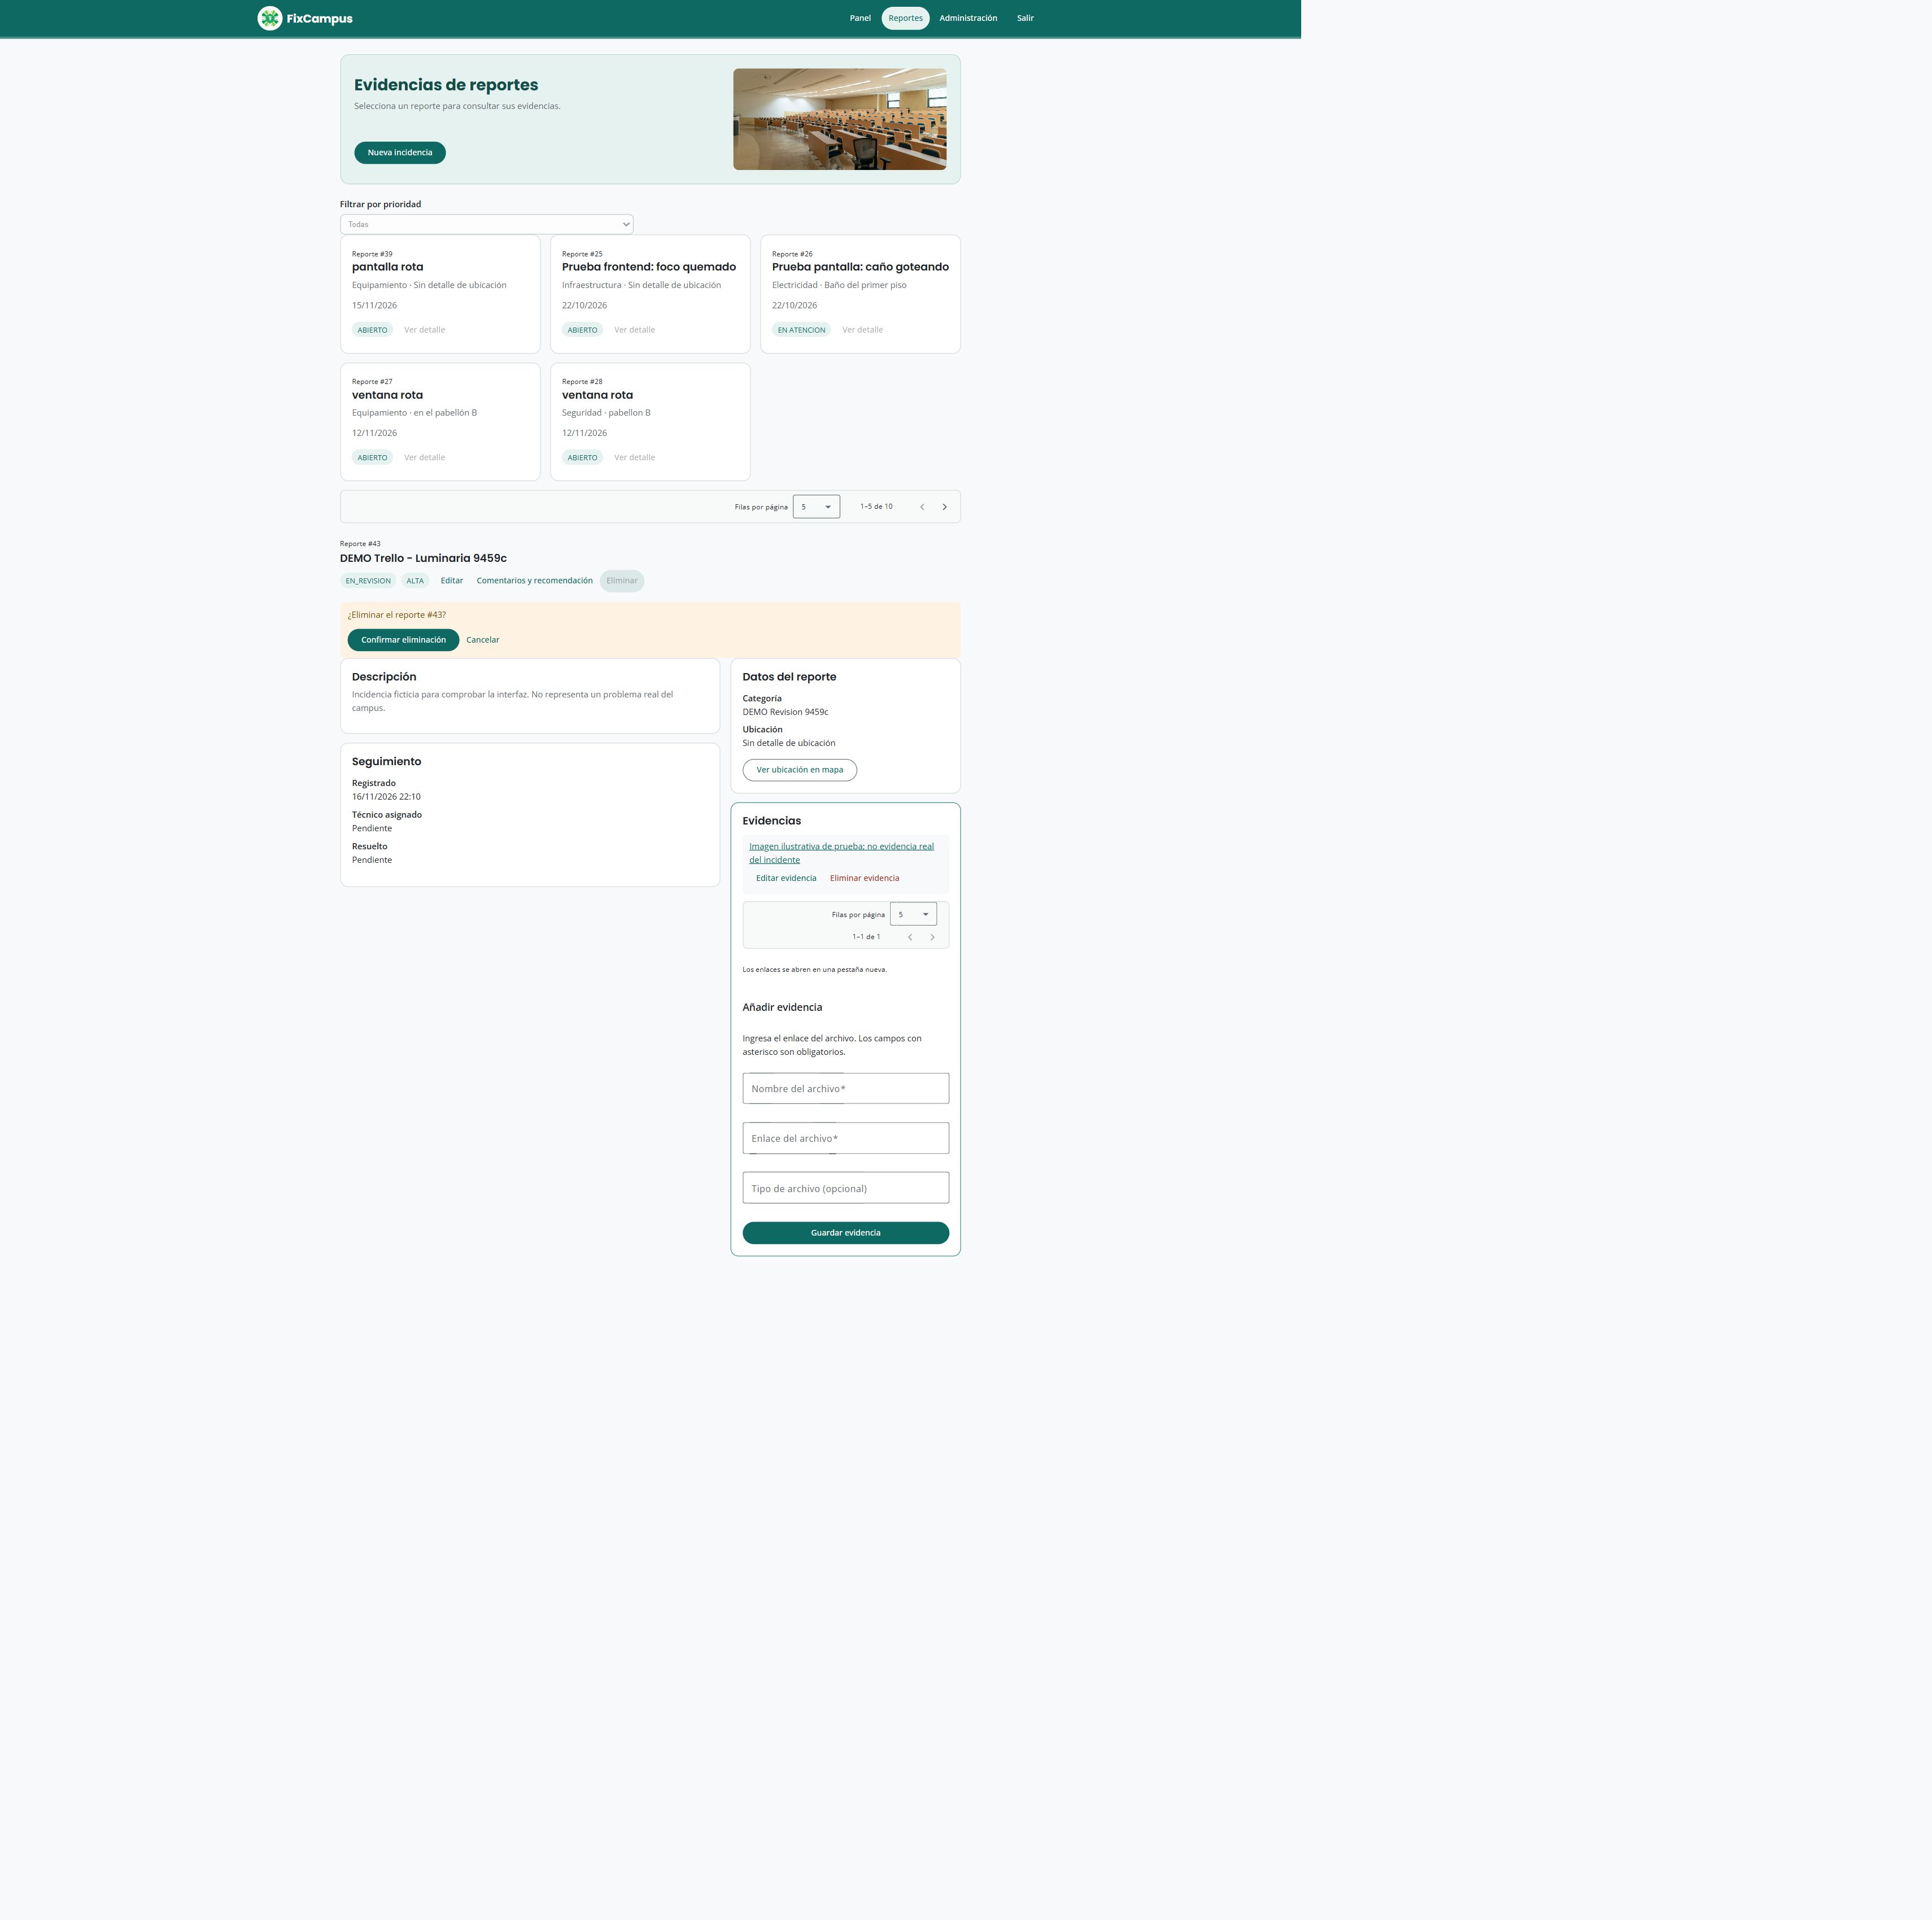 FixCampus
Panel
Reportes
Administración
Salir
Evidencias de reportes
Selecciona un reporte para consultar sus evidencias.
Nueva incidencia
Filtrar por prioridad
Todas
Reporte #39
pantalla rota
Equipamiento · Sin detalle de ubicación
15/11/2026
ABIERTO
Ver detalle
Reporte #25
Prueba frontend: foco quemado
Infraestructura · Sin detalle de ubicación
22/10/2026
ABIERTO
Ver detalle
Reporte #26
Prueba pantalla: caño goteando
Electricidad · Baño del primer piso
22/10/2026
EN ATENCION
Ver detalle
Reporte #27
ventana rota
Equipamiento · en el pabellón B
12/11/2026
ABIERTO
Ver detalle
Reporte #28
ventana rota
Seguridad · pabellon B
12/11/2026
ABIERTO
Ver detalle
Filas por página
5
1–5 de 10
Reporte #43
DEMO Trello - Luminaria 9459c
EN_REVISION
ALTA
Editar
Comentarios y recomendación
Eliminar
¿Eliminar el reporte #43?
Confirmar eliminación
Cancelar
Descripción
Incidencia ficticia para comprobar la interfaz. No representa un problema real del
campus.
Seguimiento
Registrado
16/11/2026 22:10
Técnico asignado
Pendiente
Resuelto
Pendiente
Datos del reporte
Categoría
DEMO Revision 9459c
Ubicación
Sin detalle de ubicación
Ver ubicación en mapa
Evidencias
Imagen ilustrativa de prueba; no evidencia real
del incidente
Editar evidencia
Eliminar evidencia
Filas por página
5
1–1 de 1
Los enlaces se abren en una pestaña nueva.
Añadir evidencia
Ingresa el enlace del archivo. Los campos con
asterisco son obligatorios.
Nombre del archivo*
Enlace del archivo*
Tipo de archivo (opcional)
Guardar evidencia